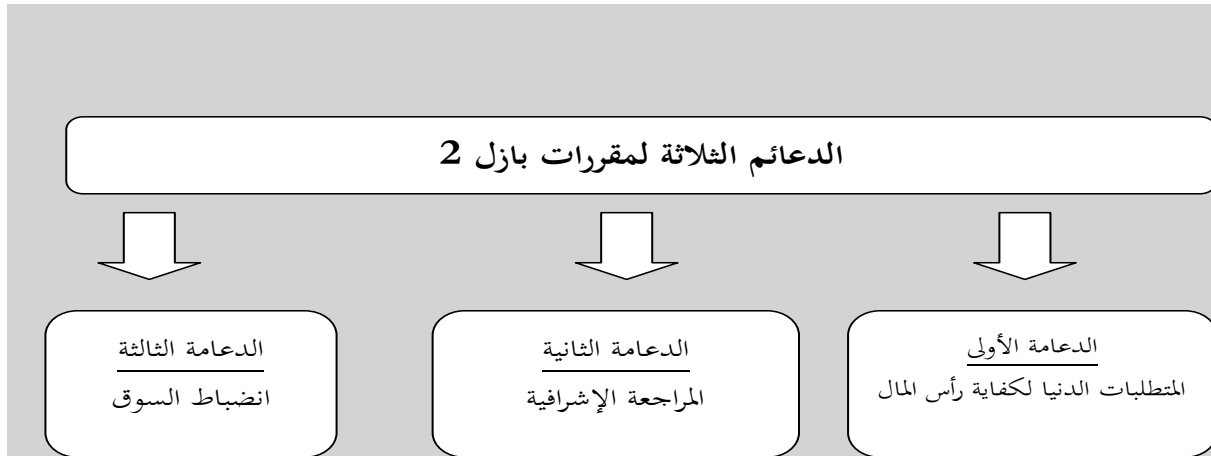 الدعائم الثلاثة لمقررات بازل 2
الدعامة الأولى
المتطلبات الدنيا لكفاية رأس المال
الدعامة الثانية
المراجعة الإشرافية
الدعامة الثالثة
انضباط السوق